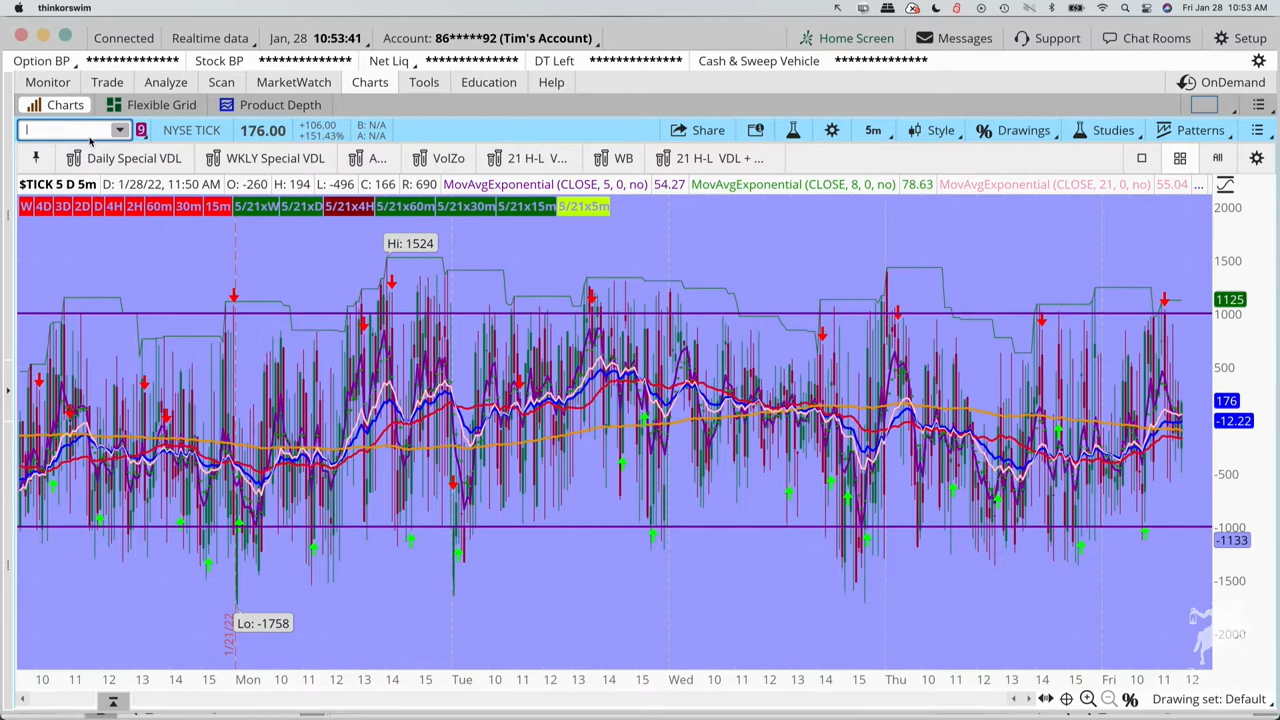 thinkorswim Fri Jan 28 10:53 AM
Connected Realtime data Jan, 28 10:53:41 Account: 86*****92 (Tim's Account) Home Screen Messages Support Chat Rooms Setup
Option BP ************** Stock BP ************** Net Liq ************** DT Left ************** Cash & Sweep Vehicle **************
Monitor Trade Analyze Scan MarketWatch Charts Tools Education Help OnDemand
Charts Flexible Grid Product Depth
9 NYSE TICK 176.00 +106.00 +151.43% B: N/A A: N/A Share 5m Style Drawings Studies Patterns
Daily Special VDL WKLY Special VDL A... VolZo 21 H-L V... WB 21 H-L VDL + ... All
$TICK 5 D 5m D: 1/28/22, 11:50 AM O: -260 H: 194 L: -496 C: 166 R: 690 MovAvgExponential (CLOSE, 5, 0, no) 54.27 MovAvgExponential (CLOSE, 8, 0, no) 78.63 MovAvgExponential (CLOSE, 21, 0, no) 55.04 ...
W 4D 3D 2D D 4H 2H 60m 30m 15m 5/21xW 5/21xD 5/21x4H 5/21x60m 5/21x30m 5/21x15m 5/21x5m
2000
Hi: 1524
1500
1125
1000
500
176
-12.22
-500
-1000
-1133
-1500
Lo: -1758
1/21/22
-2000
10 11 12 13 14 15 Mon 10 11 12 13 14 15 Tue 10 11 12 13 14 15 Wed 10 11 12 13 14 15 Thu 10 11 12 13 14 15 Fri 10 11 12
Drawing set: Default